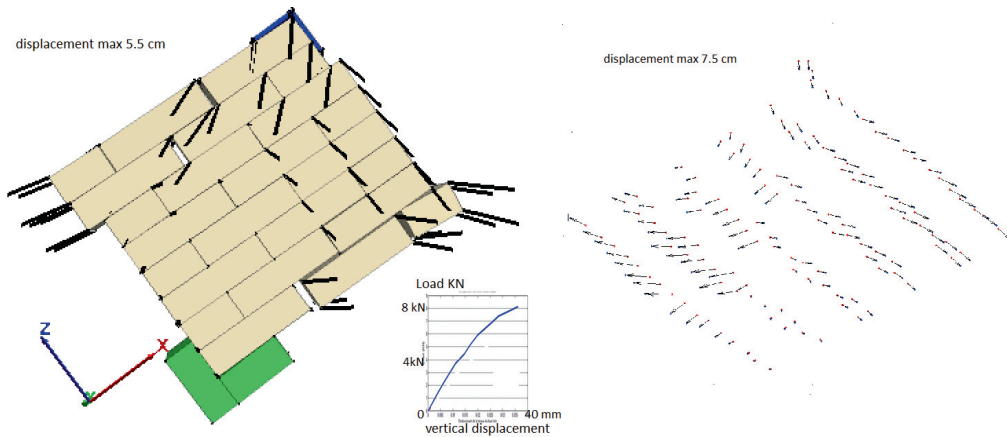 displacement max 5.5 cm
displacement max 7.5 cm
Z
X
Y
Load KN
8 kN
4kN
0
40 mm
vertical displacement